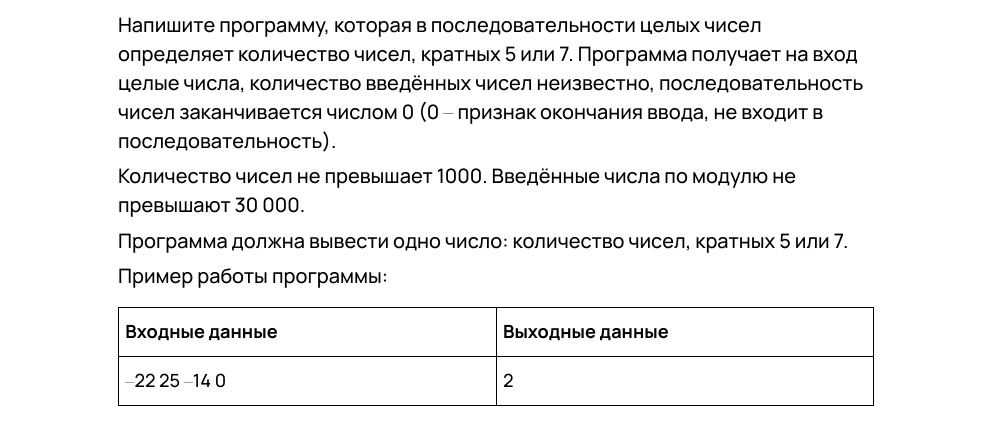 Напишите программу, которая в последовательности целых чисел
определяет количество чисел, кратных 5 или 7. Программа получает на вход
целые числа, количество введённых чисел неизвестно, последовательность
чисел заканчивается числом 0 (0 – признак окончания ввода, не входит в
последовательность).
Количество чисел не превышает 1000. Введённые числа по модулю не
превышают 30 000.
Программа должна вывести одно число: количество чисел, кратных 5 или 7.
Пример работы программы:
Входные данные Выходные данные
–22 25 –14 0 2